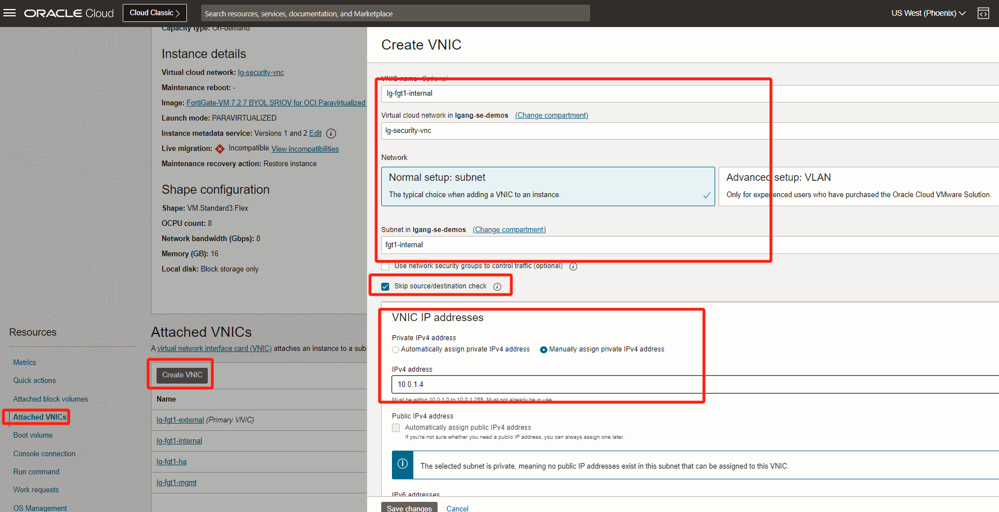 ORACLE Cloud
Cloud Classic >
Search resources, services, documentation, and Marketplace
US West (Phoenix)
Capacity type: On-demand
Instance details
Virtual cloud network: lg-security-vnc
Maintenance reboot: -
Image: FortiGate-VM 7.2.7 BYOL SRIOV for OCI Paravirtualized
Launch mode: PARAVIRTUALIZED
Instance metadata service: Versions 1 and 2 Edit
Live migration: Incompatible View incompatibilities
Maintenance recovery action: Restore instance
Shape configuration
Shape: VM.Standard3.Flex
OCPU count: 8
Network bandwidth (Gbps): 8
Memory (GB): 16
Local disk: Block storage only
Resources
Metrics
Quick actions
Attached block volumes
Attached VNICs
Boot volume
Console connection
Run command
Work requests
OS Management
Attached VNICs
A virtual network interface card (VNIC) attaches an instance to a sub
Create VNIC
Name
lg-fgt1-external (Primary VNIC)
lg-fgt1-internal
lg-fgt1-ha
lg-fgt1-mgmt
Create VNIC
VNIC name Optional
lg-fgt1-internal
Virtual cloud network in lgang-se-demos (Change compartment)
lg-security-vnc
Network
Normal setup: subnet
The typical choice when adding a VNIC to an instance.
Advanced setup: VLAN
Only for experienced users who have purchased the Oracle Cloud VMware Solution.
Subnet in lgang-se-demos (Change compartment)
fgt1-internal
Use network security groups to control traffic (optional)
Skip source/destination check
VNIC IP addresses
Private IPv4 address
Automatically assign private IPv4 address
Manually assign private IPv4 address
IPv4 address
10.0.1.4
Must be within 10.0.1.0 to 10.0.1.255. Must not already be in use.
Public IPv4 address
Automatically assign public IPv4 address
If you're not sure whether you need a public IP address, you can always assign one later.
The selected subnet is private, meaning no public IP addresses exist in this subnet that can be assigned to this VNIC.
IPv6 addresses
Save changes
Cancel